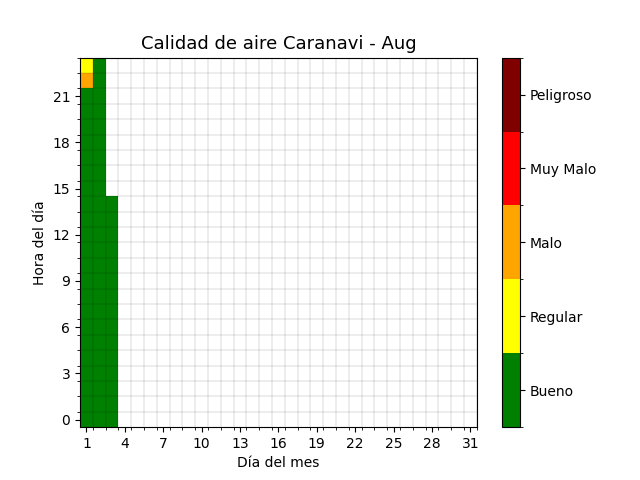 Calidad de aire Caranavi - Aug
Hora del día
21
18
15
12
9
6
3
0
1 4 7 10 13 16 19 22 25 28 31
Día del mes
Peligroso
Muy Malo
Malo
Regular
Bueno